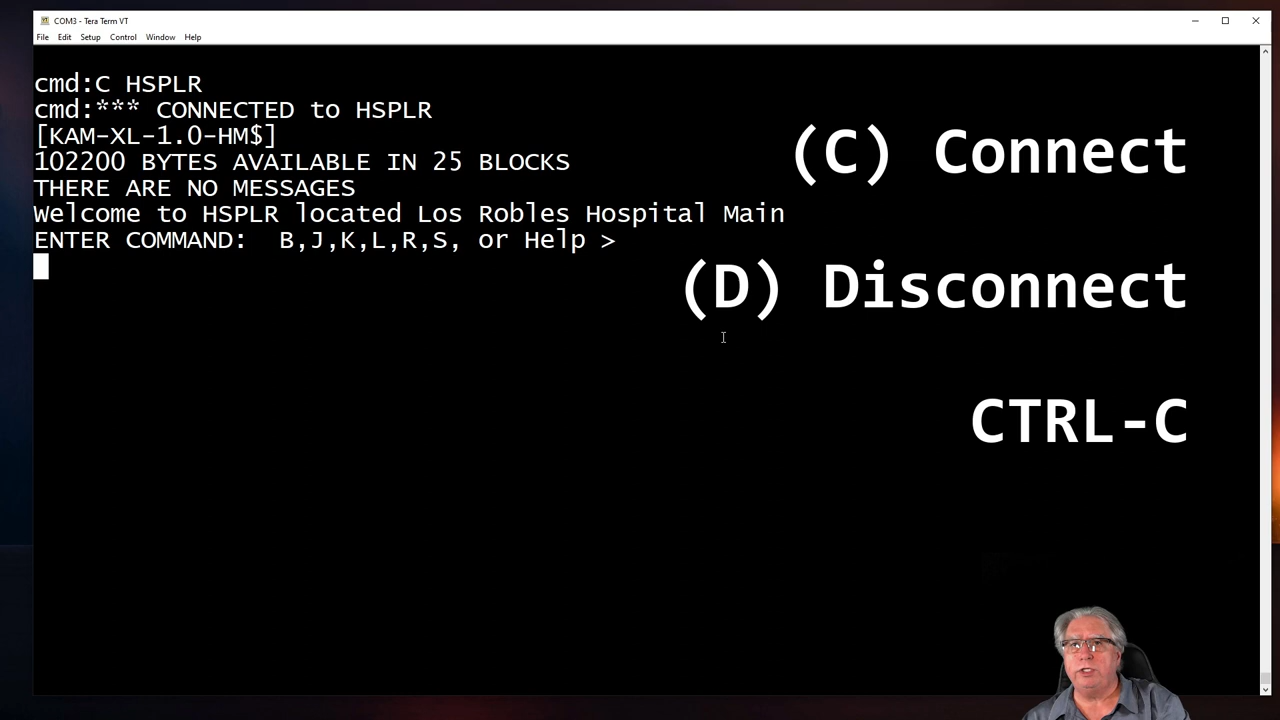 COM3 - Tera Term VT
File Edit Setup Control Window Help
cmd:C HSPLR
cmd:*** CONNECTED to HSPLR
[KAM-XL-1.0-HM$]
102200 BYTES AVAILABLE IN 25 BLOCKS
THERE ARE NO MESSAGES
Welcome to HSPLR located Los Robles Hospital Main
ENTER COMMAND:  B,J,K,L,R,S, or Help >
(C) Connect
(D) Disconnect
CTRL-C